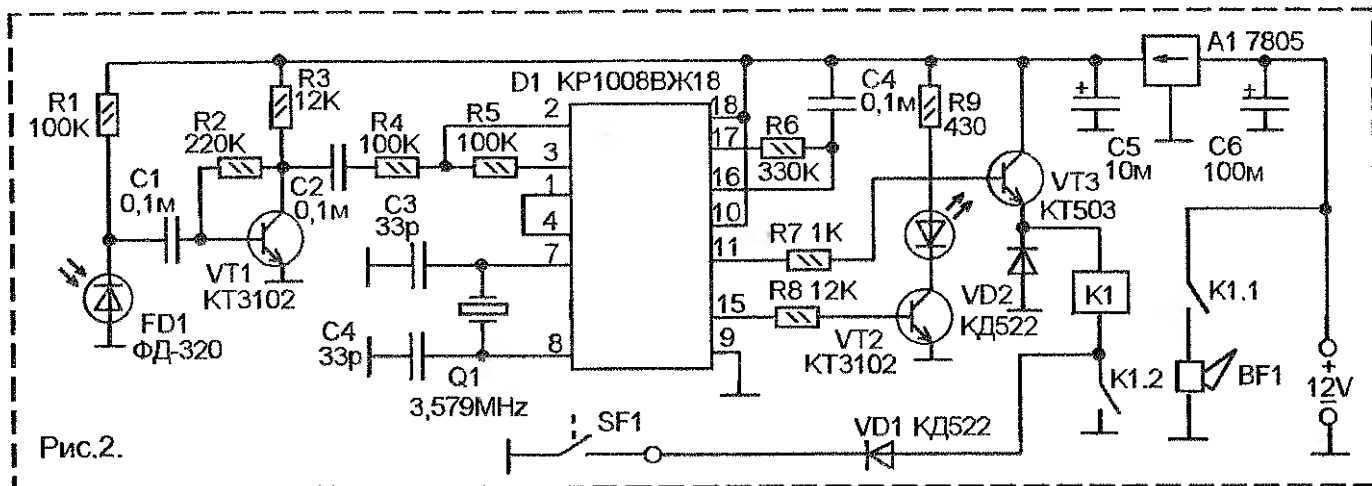 A1 7805
D1 КР1008ВЖ18
R3
12K
C4
0,1м
R1
100K
2
18
R9
430
R2
220K
R4
100K
R5
100K
17
R6
330K
3
C5
10м
C6
100м
C1
0,1м
C2
0,1м
1
16
VT3
КТ503
C3
33p
4
10
7
11
R7 1K
VT1
КТ3102
R8 12K
VD2
КД522
K1
K1.1
15
FD1
ФД-320
C4
33p
8
9
VT2
КТ3102
K1.2
BF1
+
12V
–
Q1
3,579MHz
SF1
VD1 КД522
Рис.2.